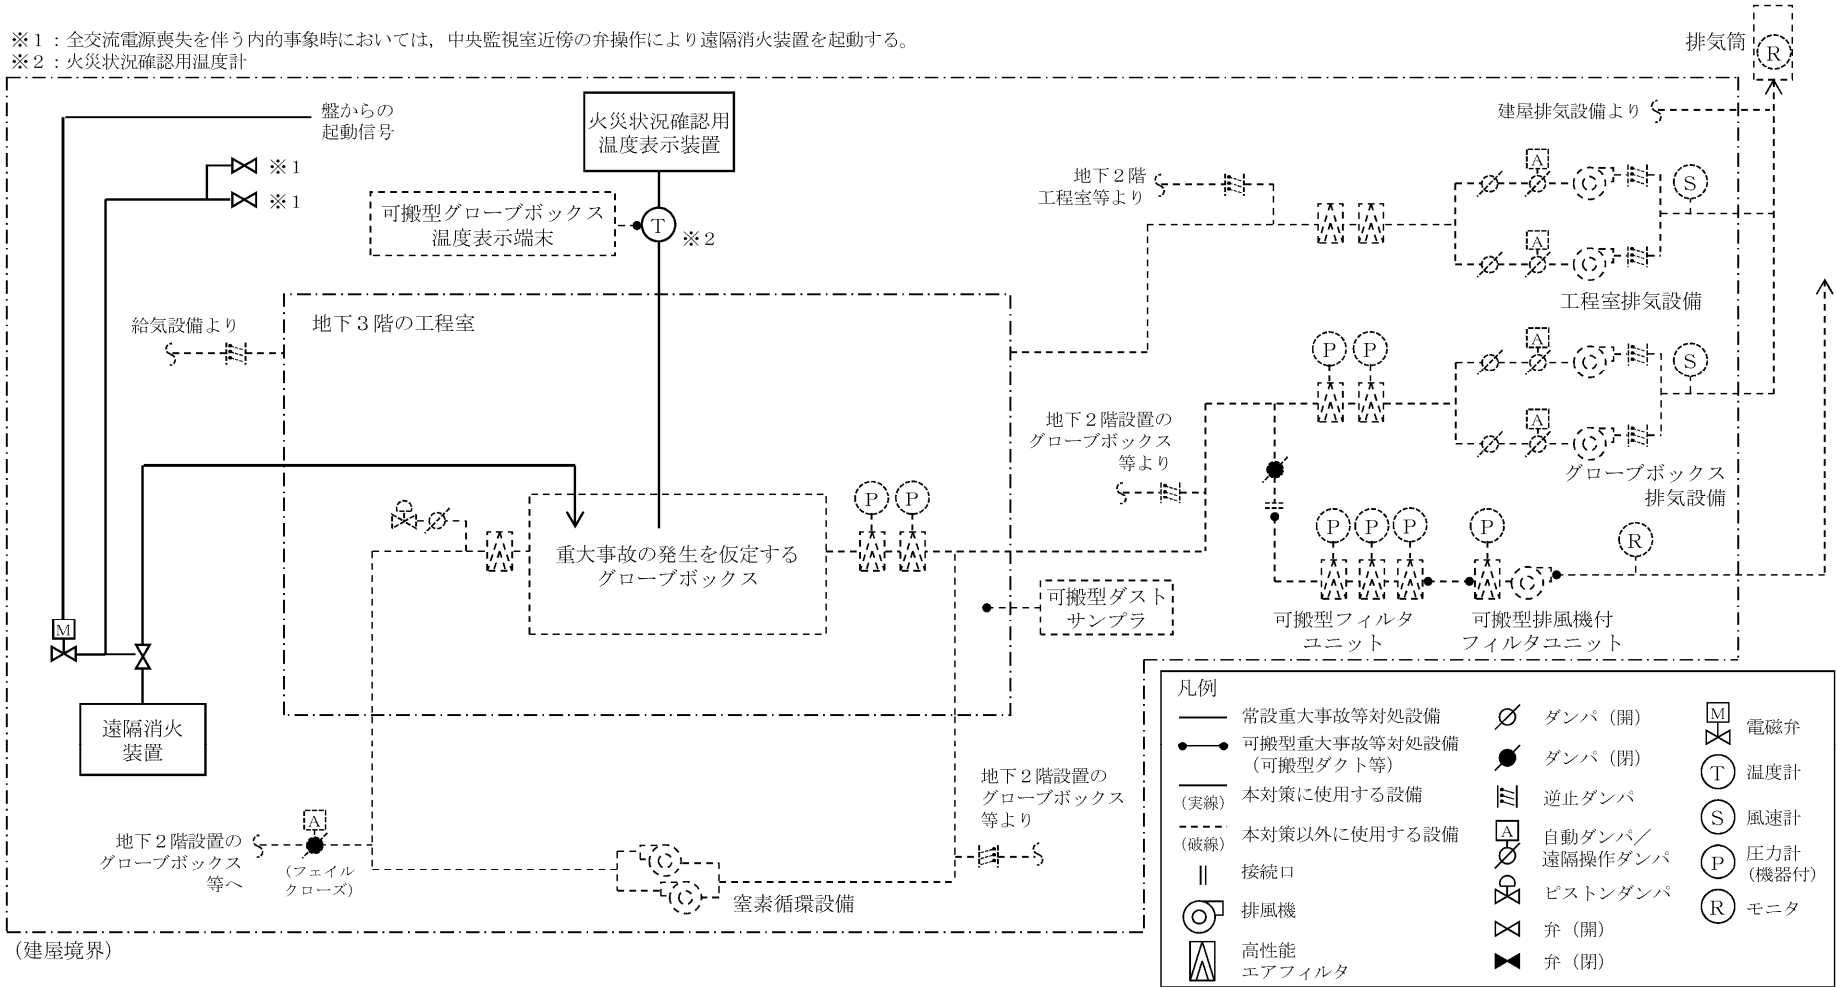 ※1：全交流電源喪失を伴う内的事象時においては，中央監視室近傍の弁操作により遠隔消火装置を起動する。
※2：火災状況確認用温度計
排気筒
R
盤からの
起動信号
※1
※1
火災状況確認用
温度表示装置
可搬型グローブボックス
温度表示端末
T
※2
建屋排気設備より
地下2階
工程室等より
A
S
A
工程室排気設備
給気設備より
地下3階の工程室
P
P
A
S
A
グローブボックス
排気設備
地下2階設置の
グローブボックス
等より
P
P
重大事故の発生を仮定する
グローブボックス
P
P
P
P
R
可搬型フィルタ
ユニット
可搬型排風機付
フィルタユニット
可搬型ダスト
サンプラ
M
遠隔消火
装置
地下2階設置の
グローブボックス
等へ
A
（フェイル
クローズ）
窒素循環設備
地下2階設置の
グローブボックス
等より
（建屋境界）
凡例
常設重大事故等対処設備
可搬型重大事故等対処設備
（可搬型ダクト等）
（実線）
本対策に使用する設備
（破線）
本対策以外に使用する設備
接続口
排風機
高性能
エアフィルタ
ダンパ（開）
ダンパ（閉）
逆止ダンパ
A
自動ダンパ／
遠隔操作ダンパ
ピストンダンパ
弁（開）
弁（閉）
M
電磁弁
T
温度計
S
風速計
P
圧力計
（機器付）
R
モニタ